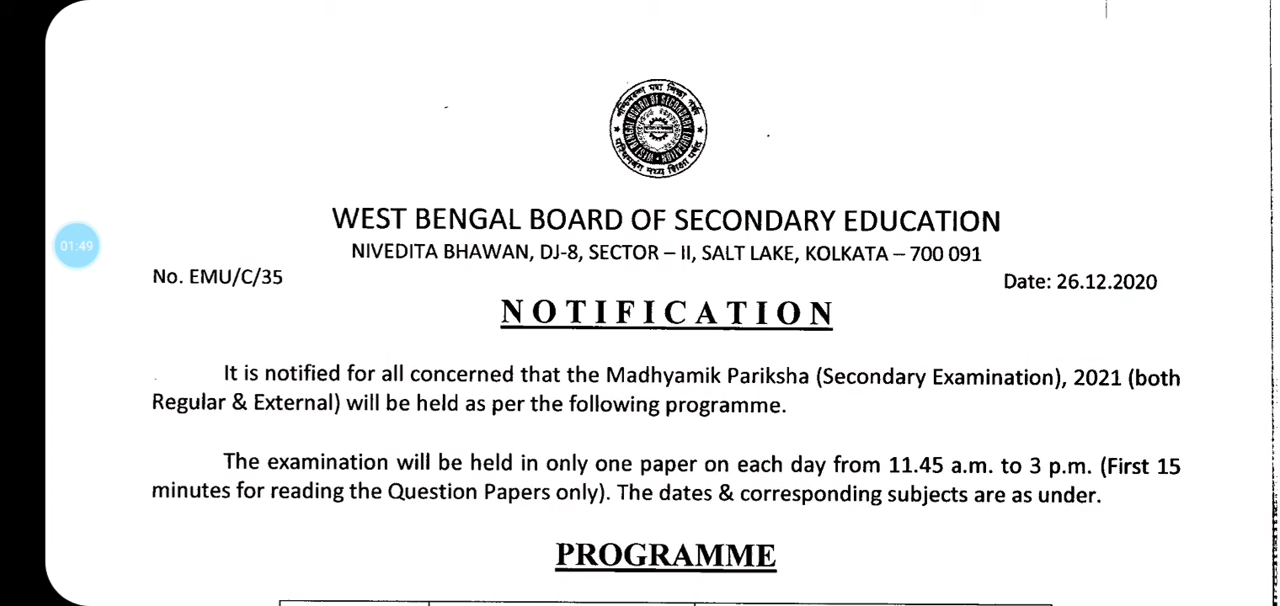 WEST BENGAL BOARD OF SECONDARY EDUCATION
NIVEDITA BHAWAN, DJ-8, SECTOR – II, SALT LAKE, KOLKATA – 700 091
01:49
No. EMU/C/35
Date: 26.12.2020
NOTIFICATION
It is notified for all concerned that the Madhyamik Pariksha (Secondary Examination), 2021 (both
Regular & External) will be held as per the following programme.
The examination will be held in only one paper on each day from 11.45 a.m. to 3 p.m. (First 15
minutes for reading the Question Papers only). The dates & corresponding subjects are as under.
PROGRAMME